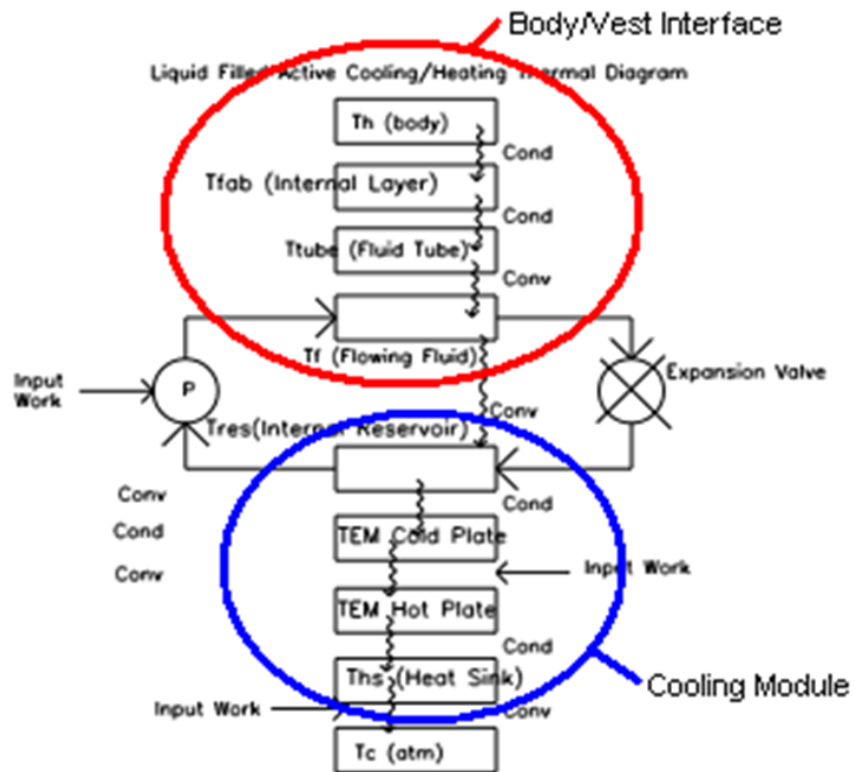 Body/Vest Interface
Liquid Filled Active Cooling/Heating Thermal Diagram
Th (body)
Cond
Tfab (Internal Layer)
Cond
Ttube (Fluid Tube)
Conv
Tf (Flowing Fluid)
Input
Work
P
Expansion Valve
Conv
Tres(Internal Reservoir)
Conv
Cond
Cond
TEM Cold Plate
Conv
Input Work
TEM Hot Plate
Cond
Ths (Heat Sink)
Cooling Module
Input Work
Conv
Tc (atm)